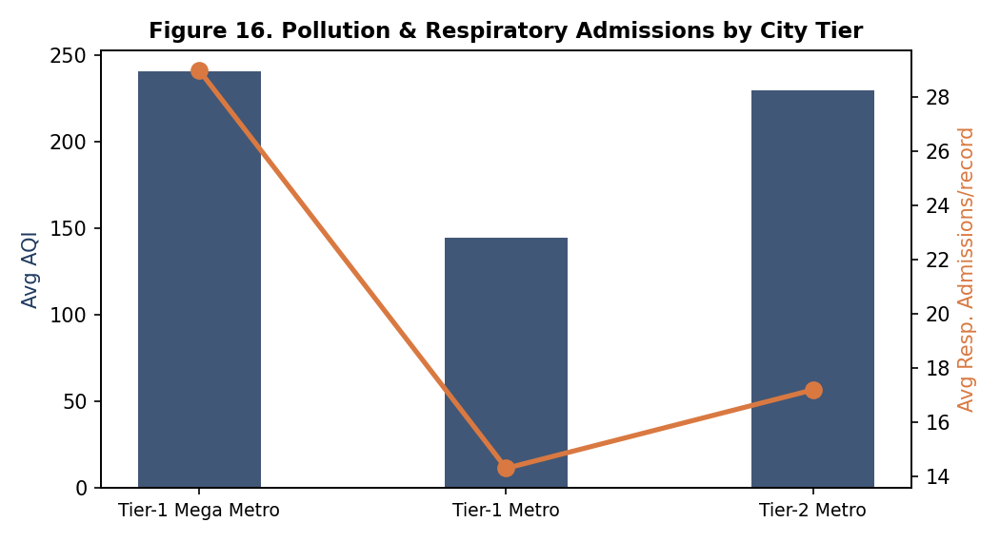 Figure 16. Pollution & Respiratory Admissions by City Tier
Avg AQI
250
200
150
100
50
0
28
26
24
22
20
18
16
14
Avg Resp. Admissions/record
Tier-1 Mega Metro
Tier-1 Metro
Tier-2 Metro